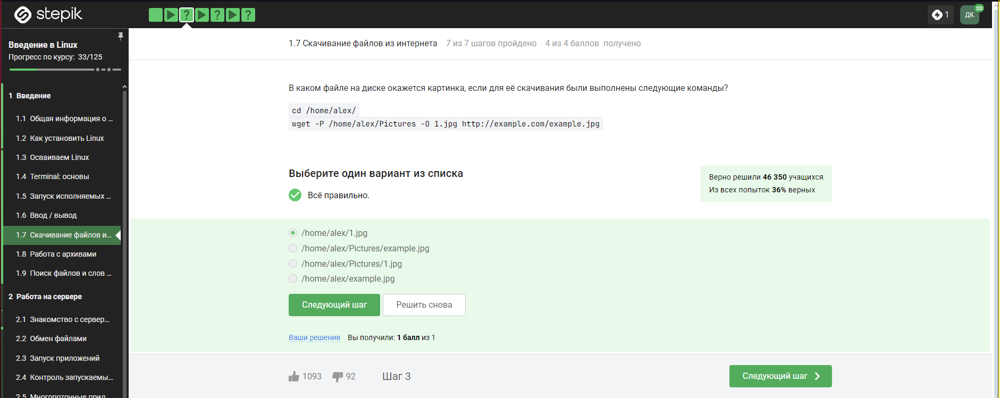 stepik
?
?
?
1
ДК
20
Введение в Linux
Прогресс по курсу: 33/125
1 Введение
1.1 Общая информация о ...
1.2 Как установить Linux
1.3 Осваиваем Linux
1.4 Terminal: основы
1.5 Запуск исполняемых ...
1.6 Ввод / вывод
1.7 Скачивание файлов и...
1.8 Работа с архивами
1.9 Поиск файлов и слов ...
2 Работа на сервере
2.1 Знакомство с сервер...
2.2 Обмен файлами
2.3 Запуск приложений
2.4 Контроль запускаемы...
2.5 Многопоточные прил...
1.7 Скачивание файлов из интернета 7 из 7 шагов пройдено 4 из 4 баллов получено
В каком файле на диске окажется картинка, если для её скачивания были выполнены следующие команды?
cd /home/alex/
wget -P /home/alex/Pictures -O 1.jpg http://example.com/example.jpg
Выберите один вариант из списка
Всё правильно.
Верно решили 46 350 учащихся
Из всех попыток 36% верных
/home/alex/1.jpg
/home/alex/Pictures/example.jpg
/home/alex/Pictures/1.jpg
/home/alex/example.jpg
Следующий шаг
Решить снова
Ваши решения Вы получили: 1 балл из 1
1093 92 Шаг 3
Следующий шаг